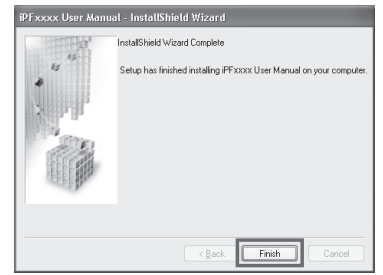 iPFxxxx User Manual - InstallShield Wizard
InstallShield Wizard Complete
Setup has finished installing iPFxxxx User Manual on your computer.
< Back
Finish
Cancel